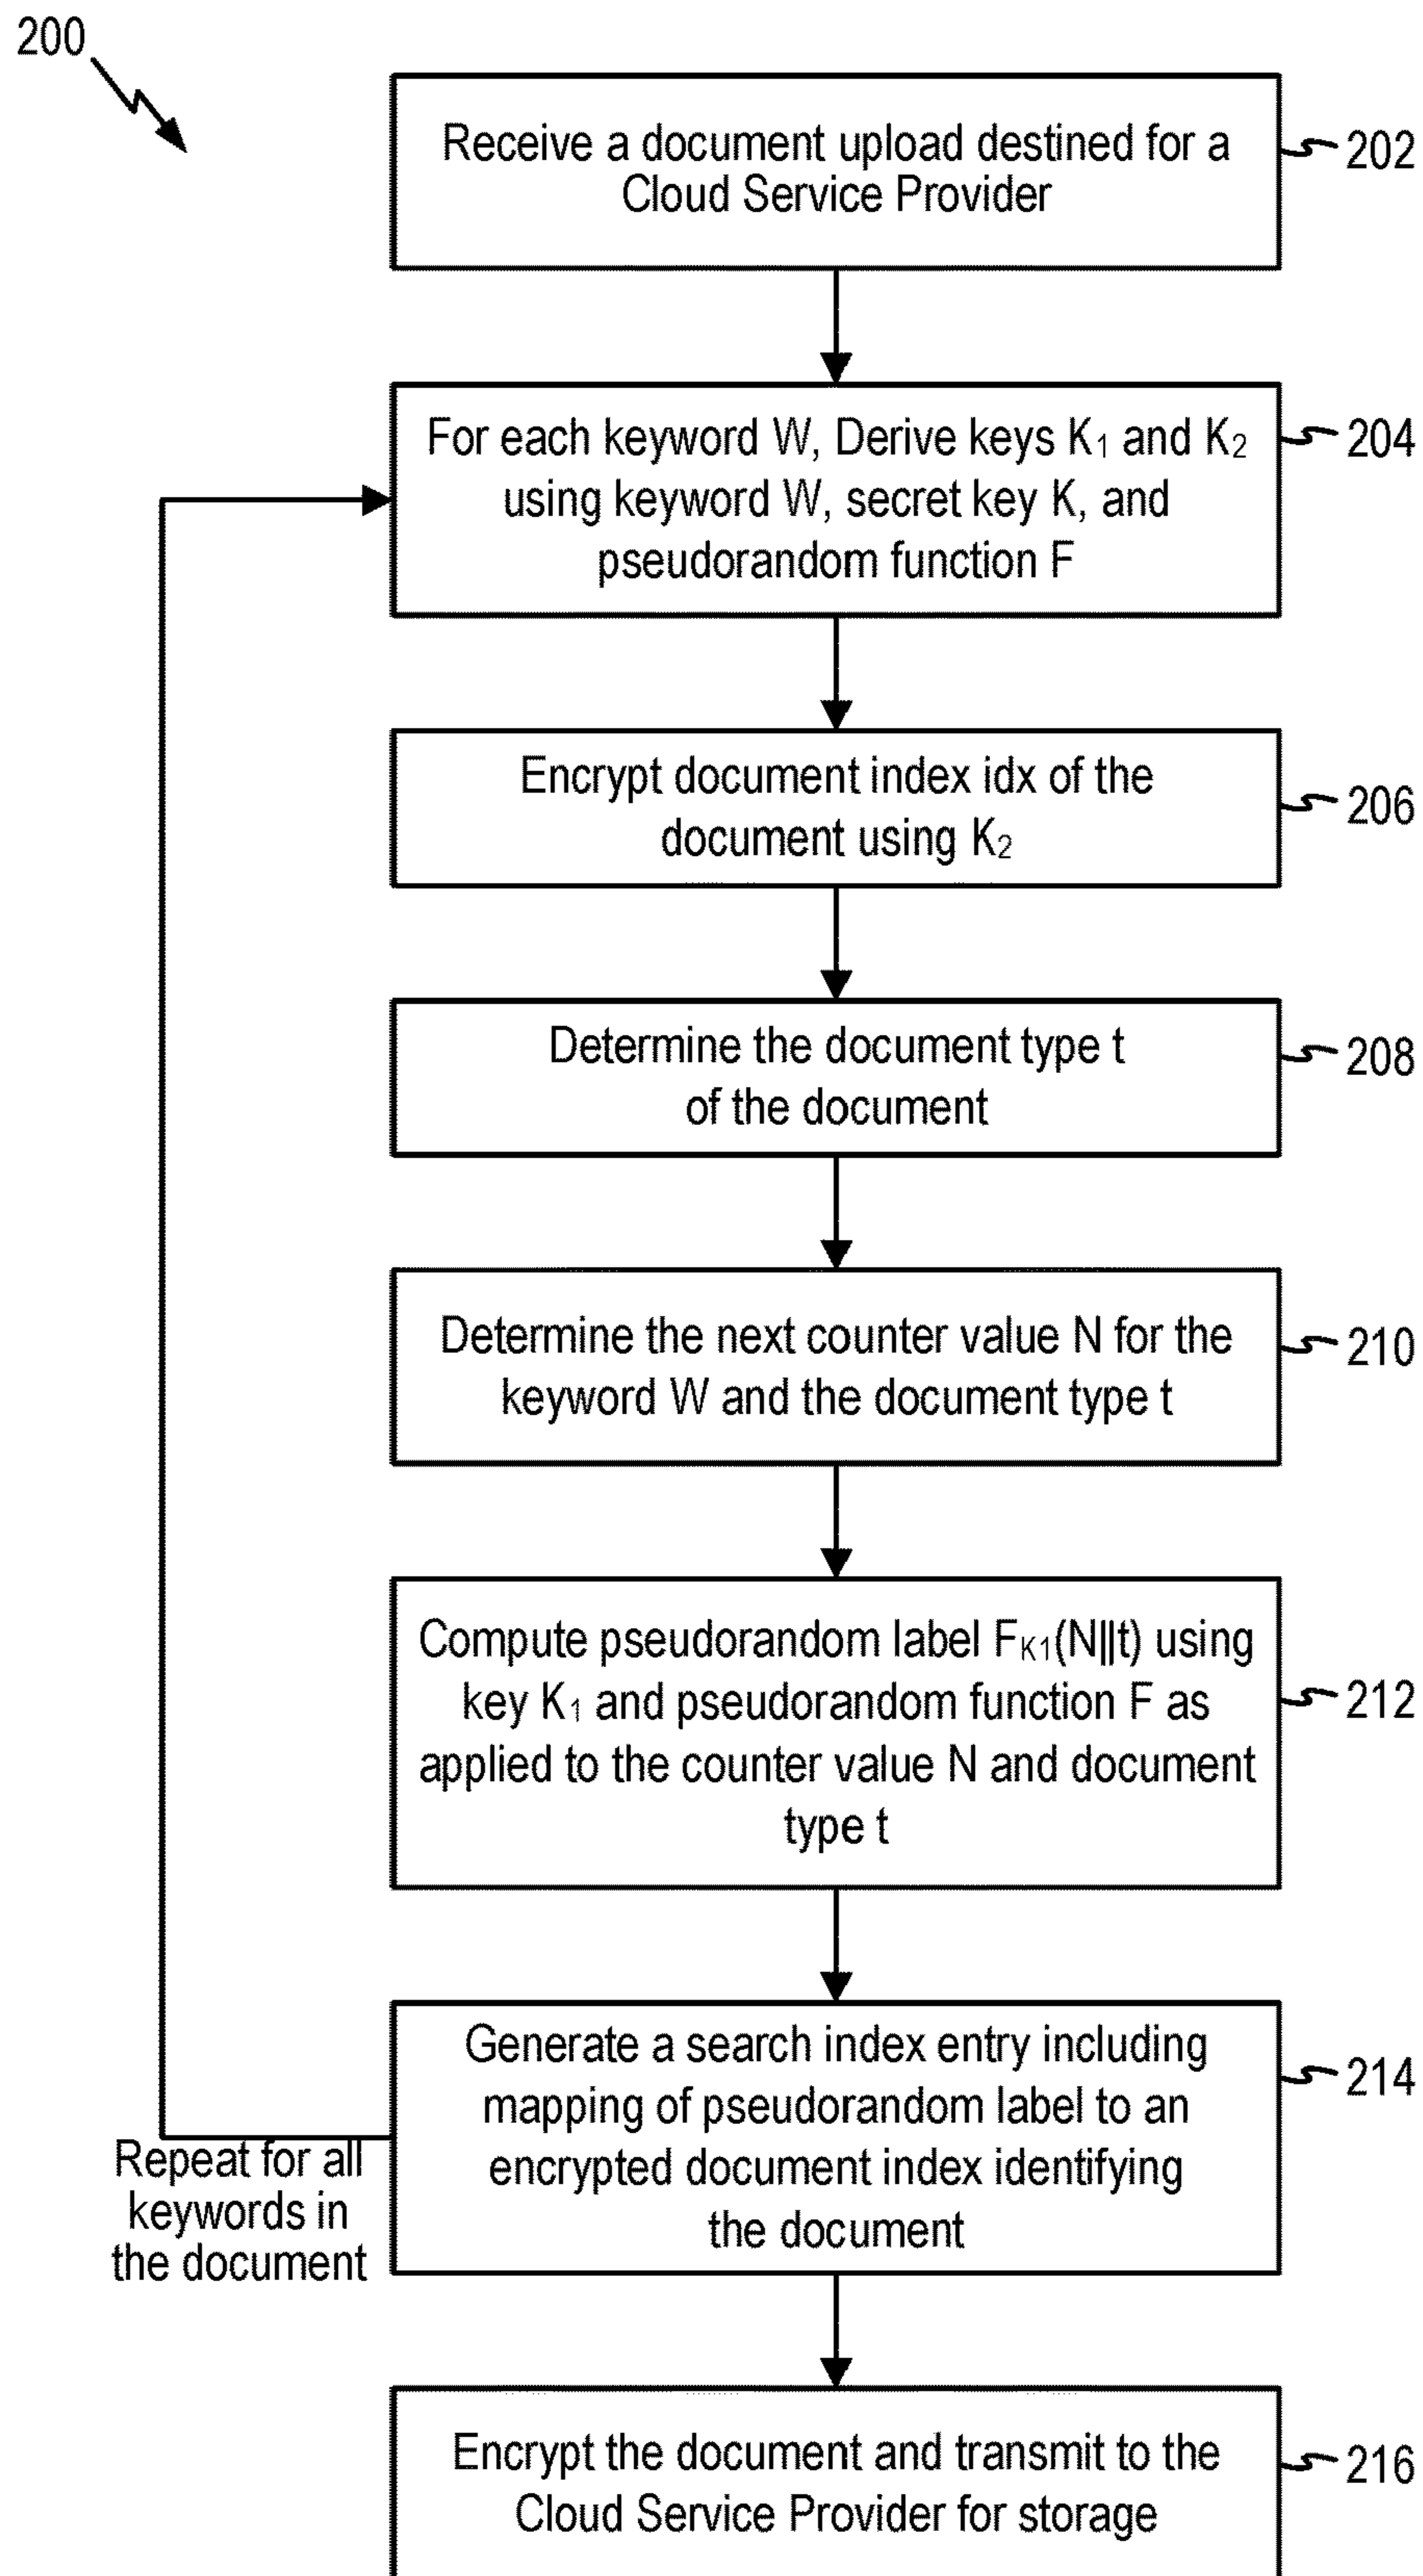 200
Receive a document upload destined for a
Cloud Service Provider
202
For each keyword W, Derive keys K₁ and K₂
using keyword W, secret key K, and
pseudorandom function F
204
Encrypt document index idx of the
document using K₂
206
Determine the document type t
of the document
208
Determine the next counter value N for the
keyword W and the document type t
210
Compute pseudorandom label F_K1(N||t) using
key K₁ and pseudorandom function F as
applied to the counter value N and document
type t
212
Generate a search index entry including
mapping of pseudorandom label to an
encrypted document index identifying
the document
214
Repeat for all
keywords in
the document
Encrypt the document and transmit to the
Cloud Service Provider for storage
216